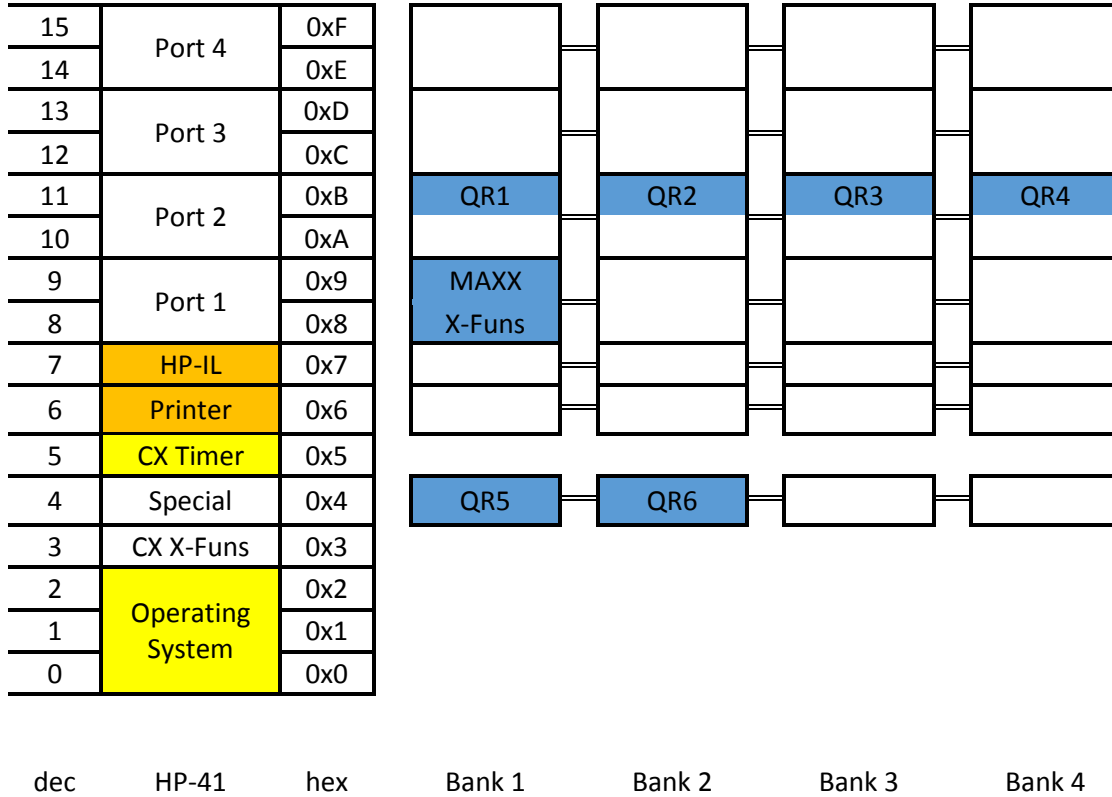 15 Port 4 0xF
14 0xE
13 Port 3 0xD
12 0xC
11 Port 2 0xB QR1 QR2 QR3 QR4
10 0xA
9 Port 1 0x9 MAXX
8 0x8 X-Funs
7 HP-IL 0x7
6 Printer 0x6
5 CX Timer 0x5
4 Special 0x4 QR5 QR6
3 CX X-Funs 0x3
2 Operating 0x2
1 System 0x1
0 0x0
dec HP-41 hex Bank 1 Bank 2 Bank 3 Bank 4